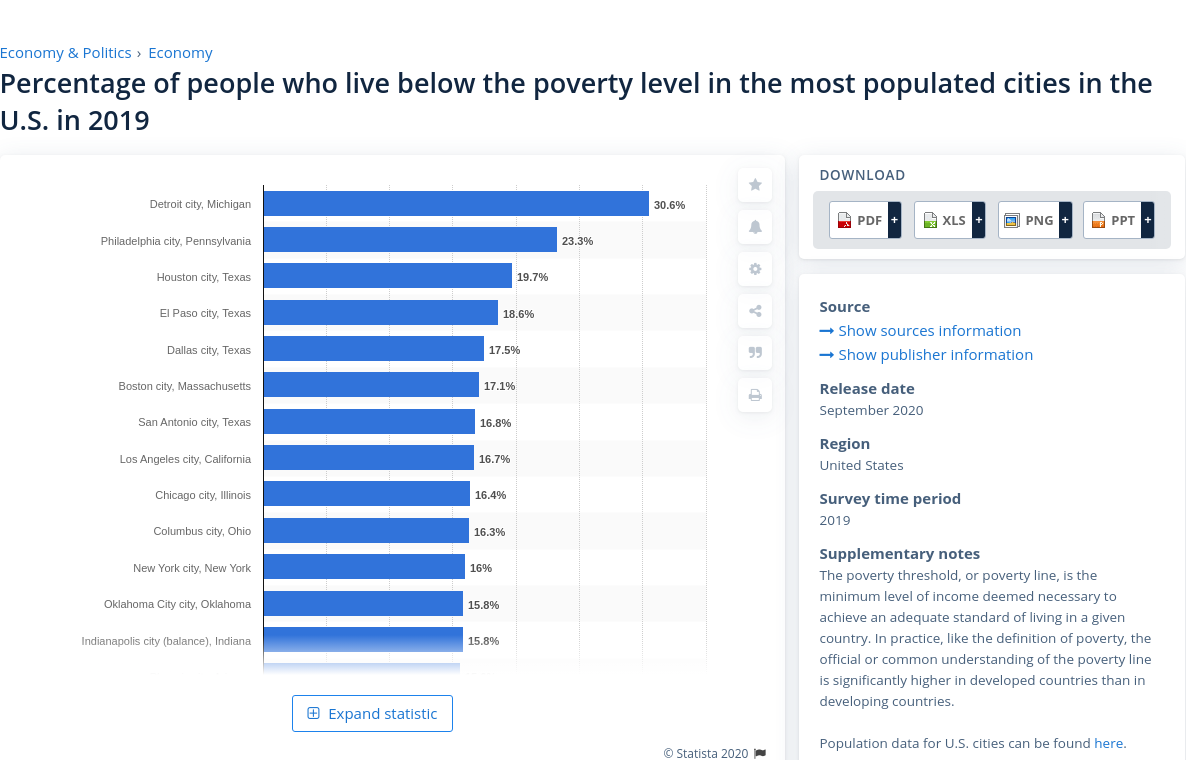 Economy & Politics › Economy
Percentage of people who live below the poverty level in the most populated cities in the
U.S. in 2019
Detroit city, Michigan 30.6%
Philadelphia city, Pennsylvania 23.3%
Houston city, Texas 19.7%
El Paso city, Texas 18.6%
Dallas city, Texas 17.5%
Boston city, Massachusetts 17.1%
San Antonio city, Texas 16.8%
Los Angeles city, California 16.7%
Chicago city, Illinois 16.4%
Columbus city, Ohio 16.3%
New York city, New York 16%
Oklahoma City city, Oklahoma 15.8%
Indianapolis city (balance), Indiana 15.8%
Expand statistic
© Statista 2020
DOWNLOAD
PDF + XLS + PNG + PPT +
Source
Show sources information
Show publisher information
Release date
September 2020
Region
United States
Survey time period
2019
Supplementary notes
The poverty threshold, or poverty line, is the
minimum level of income deemed necessary to
achieve an adequate standard of living in a given
country. In practice, like the definition of poverty, the
official or common understanding of the poverty line
is significantly higher in developed countries than in
developing countries.
Population data for U.S. cities can be found here.